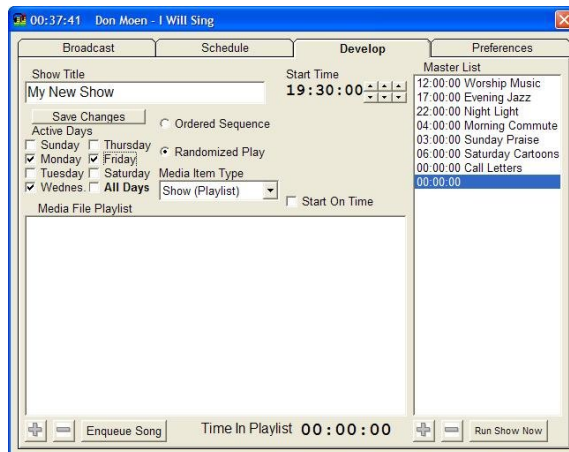 00:37:41 Don Moen - I Will Sing
Broadcast Schedule Develop Preferences
Show Title
My New Show
Start Time
19:30:00
Save Changes
Active Days
Sunday Thursday
Monday Friday
Tuesday Saturday
Wednes. All Days
Ordered Sequence
Randomized Play
Media Item Type
Show (Playlist)
Start On Time
Media File Playlist
Enqueue Song
Time In Playlist 00:00:00
Master List
12:00:00 Worship Music
17:00:00 Evening Jazz
22:00:00 Night Light
04:00:00 Morning Commute
03:00:00 Sunday Praise
06:00:00 Saturday Cartoons
00:00:00 Call Letters
00:00:00
Run Show Now